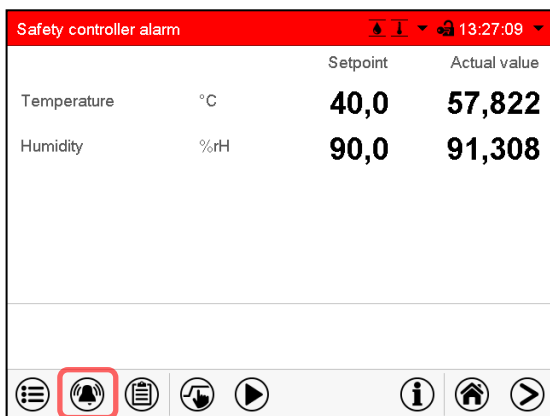 Safety controller alarm 13:27:09
Setpoint Actual value
Temperature °C 40,0 57,822
Humidity %rH 90,0 91,308